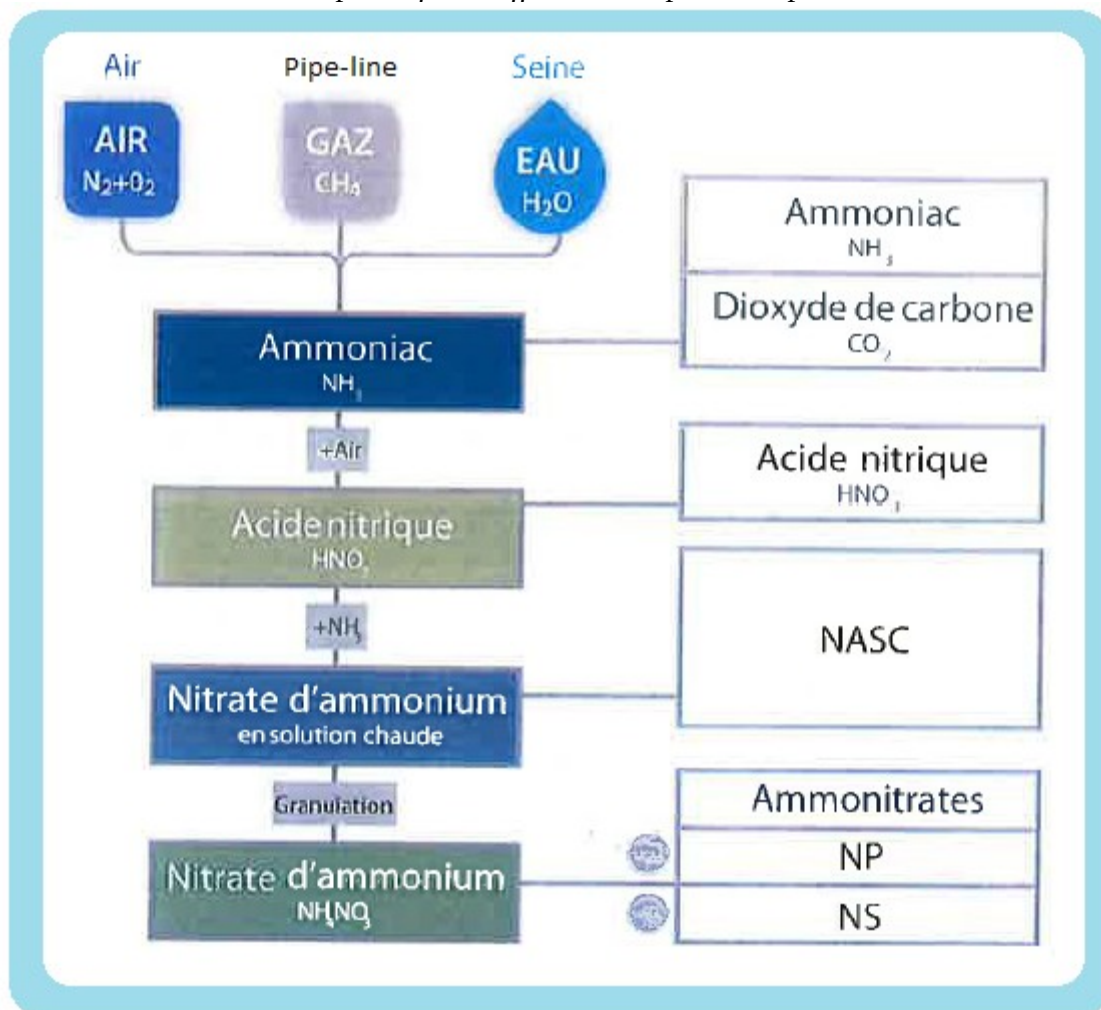 Air
Pipe-line
Seine
AIR
N₂+O₂
GAZ
CH₄
EAU
H₂O
Ammoniac
NH₃
Dioxyde de carbone
CO₂
Ammoniac
NH₃
+Air
Acide nitrique
HNO₃
Acide nitrique
HNO₃
+NH₃
NASC
Nitrate d'ammonium
en solution chaude
Granulation
Ammonitrates
NP
NS
Nitrate d'ammonium
NH₄NO₃